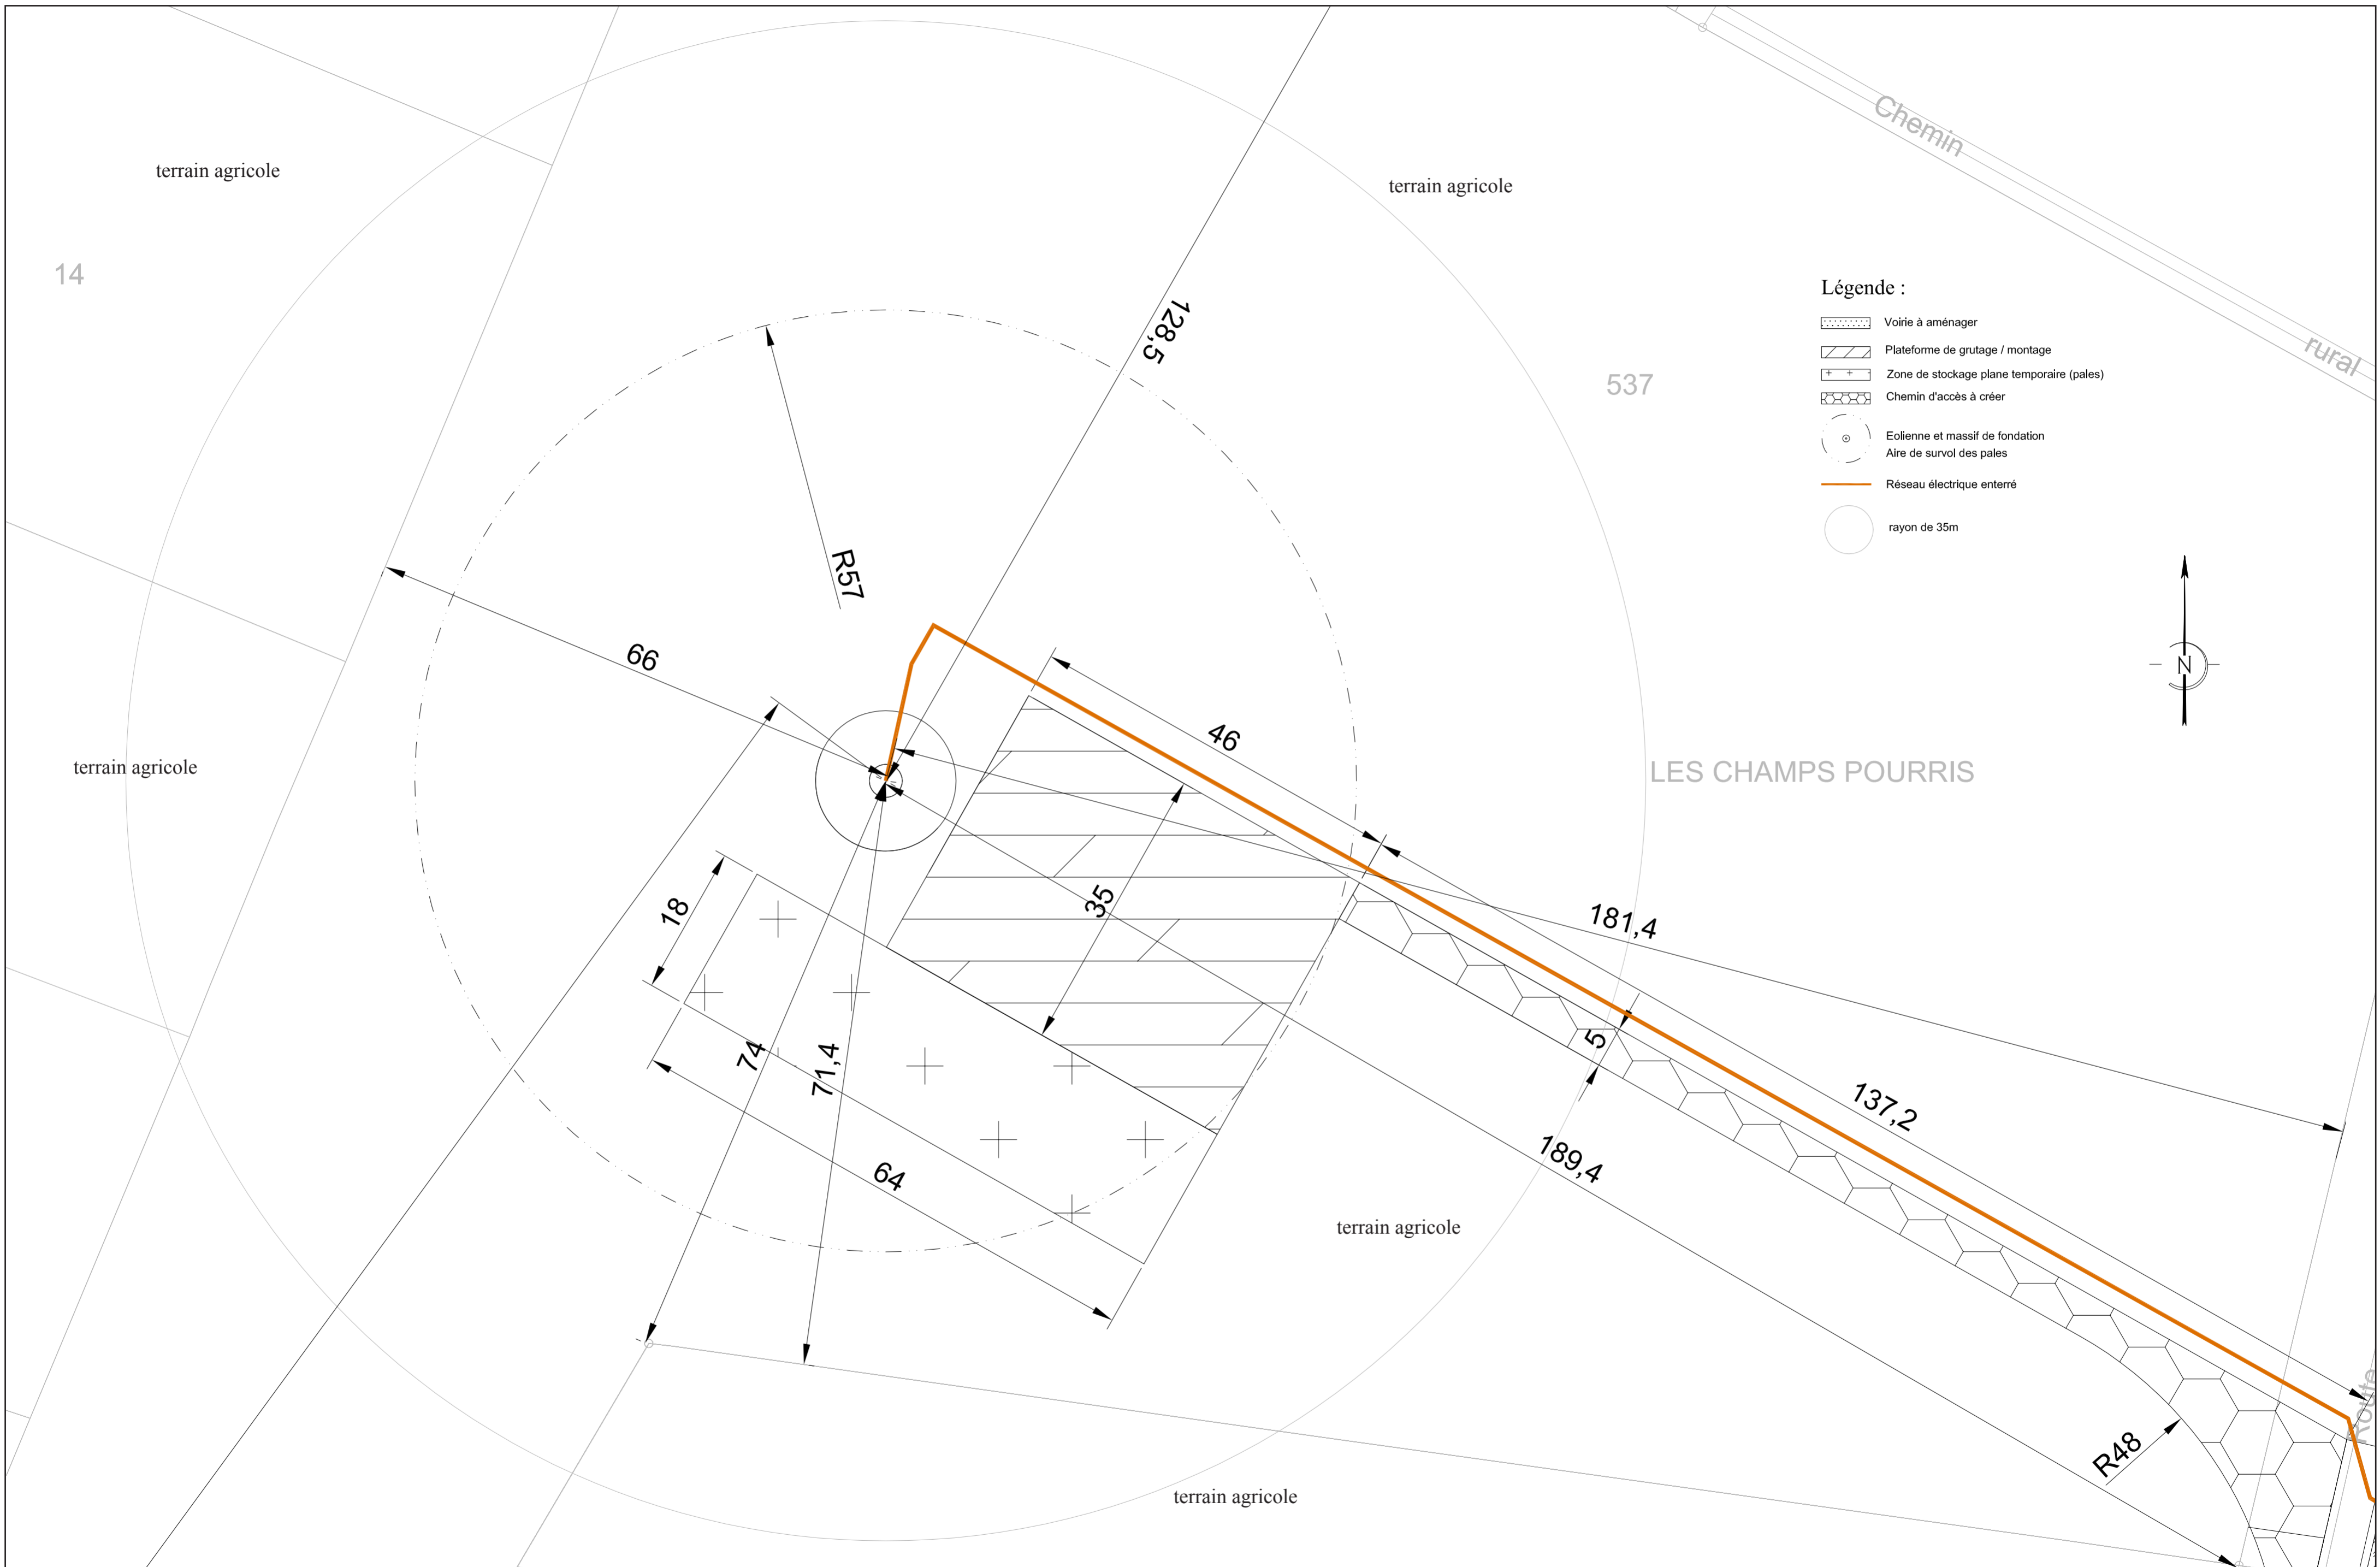 Chemin
terrain agricole
terrain agricole
14
Légende :
128,5
Voirie à aménager
rural
Plateforme de grutage / montage
537
Zone de stockage plane temporaire (pales)
Chemin d'accès à créer
Eolienne et massif de fondation
Aire de survol des pales
Réseau électrique enterré
rayon de 35m
R57
66
N
46
terrain agricole
LES CHAMPS POURRIS
35
18
181,4
5
74
71,4
137,2
189,4
64
terrain agricole
Route
R48
terrain agricole